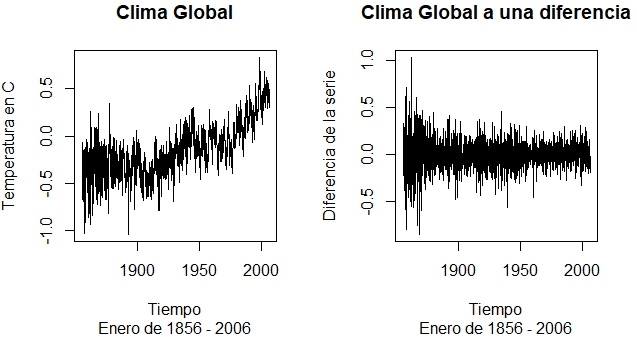 Clima Global
Temperatura en C
0.5
0.0
-0.5
-1.0
1900
1950
2000
Tiempo
Enero de 1856 - 2006
Clima Global a una diferencia
Diferencia de la serie
1.0
0.5
0.0
-0.5
1900
1950
2000
Tiempo
Enero de 1856 - 2006